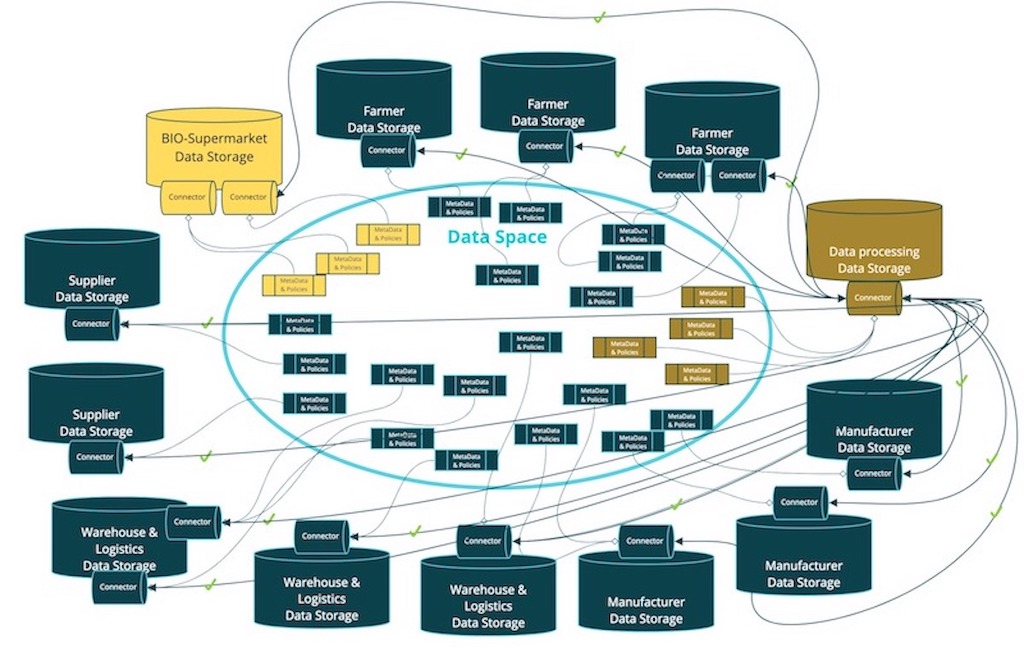 Farmer
Data Storage
Connector
Farmer
Data Storage
Connector
Farmer
Data Storage
Connector
Connector
BIO-Supermarket
Data Storage
Connector
Connector
Data processing
Data Storage
Connector
Data Space
MetaData
& Policies
MetaData
& Policies
MetaData
& Policies
MetaData
& Policies
MetaData
& Policies
MetaData
& Policies
MetaData
& Policies
MetaData
& Policies
MetaData
& Policies
MetaData
& Policies
MetaData
& Policies
MetaData
& Policies
MetaData
& Policies
MetaData
& Policies
MetaData
& Policies
MetaData
& Policies
MetaData
& Policies
MetaData
& Policies
MetaData
& Policies
MetaData
& Policies
MetaData
& Policies
MetaData
& Policies
MetaData
& Policies
MetaData
& Policies
MetaData
& Policies
Supplier
Data Storage
Connector
Supplier
Data Storage
Connector
Manufacturer
Data Storage
Connector
Warehouse &
Logistics
Data Storage
Connector
Connector
Connector
Warehouse &
Logistics
Data Storage
Connector
Warehouse &
Logistics
Data Storage
Connector
Manufacturer
Data Storage
Connector
Manufacturer
Data Storage